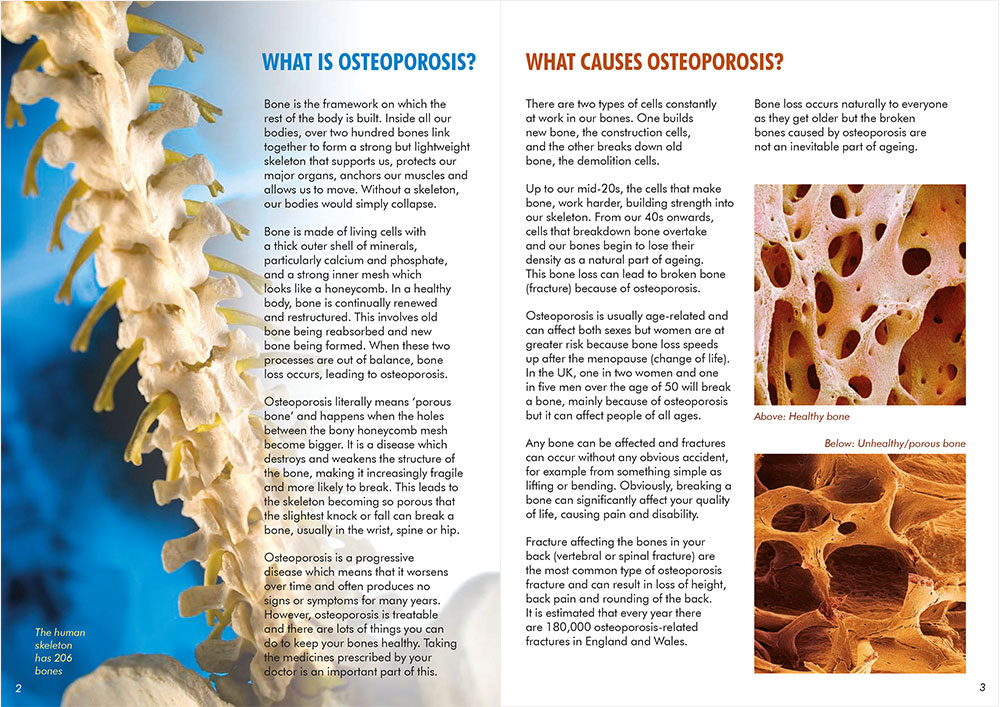 WHAT IS OSTEOPOROSIS?
Bone is the framework on which the
rest of the body is built. Inside all our
bodies, over two hundred bones link
together to form a strong but lightweight
skeleton that supports us, protects our
major organs, anchors our muscles and
allows us to move. Without a skeleton,
our bodies would simply collapse.
Bone is made of living cells with
a thick outer shell of minerals,
particularly calcium and phosphate,
and a strong inner mesh which
looks like a honeycomb. In a healthy
body, bone is continually renewed
and restructured. This involves old
bone being reabsorbed and new
bone being formed. When these two
processes are out of balance, bone
loss occurs, leading to osteoporosis.
Osteoporosis literally means ‘porous
bone’ and happens when the holes
between the bony honeycomb mesh
become bigger. It is a disease which
destroys and weakens the structure of
the bone, making it increasingly fragile
and more likely to break. This leads to
the skeleton becoming so porous that
the slightest knock or fall can break a
bone, usually in the wrist, spine or hip.
Osteoporosis is a progressive
disease which means that it worsens
over time and often produces no
signs or symptoms for many years.
However, osteoporosis is treatable
and there are lots of things you can
do to keep your bones healthy. Taking
the medicines prescribed by your
doctor is an important part of this.
The human
skeleton
has 206
bones
2
WHAT CAUSES OSTEOPOROSIS?
There are two types of cells constantly
at work in our bones. One builds
new bone, the construction cells,
and the other breaks down old
bone, the demolition cells.
Up to our mid-20s, the cells that make
bone, work harder, building strength into
our skeleton. From our 40s onwards,
cells that breakdown bone overtake
and our bones begin to lose their
density as a natural part of ageing.
This bone loss can lead to broken bone
(fracture) because of osteoporosis.
Osteoporosis is usually age-related and
can affect both sexes but women are at
greater risk because bone loss speeds
up after the menopause (change of life).
In the UK, one in two women and one
in five men over the age of 50 will break
a bone, mainly because of osteoporosis
but it can affect people of all ages.
Any bone can be affected and fractures
can occur without any obvious accident,
for example from something simple as
lifting or bending. Obviously, breaking a
bone can significantly affect your quality
of life, causing pain and disability.
Fracture affecting the bones in your
back (vertebral or spinal fracture) are
the most common type of osteoporosis
fracture and can result in loss of height,
back pain and rounding of the back.
It is estimated that every year there
are 180,000 osteoporosis-related
fractures in England and Wales.
Bone loss occurs naturally to everyone
as they get older but the broken
bones caused by osteoporosis are
not an inevitable part of ageing.
Above: Healthy bone
Below: Unhealthy/porous bone
3